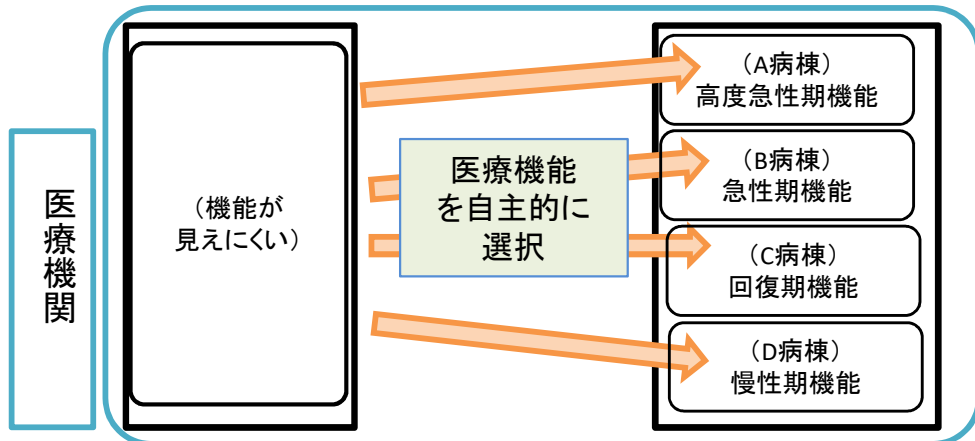 医療機関
（機能が
見えにくい）
医療機能
を自主的に
選択
（A病棟）
高度急性期機能
（B病棟）
急性期機能
（C病棟）
回復期機能
（D病棟）
慢性期機能